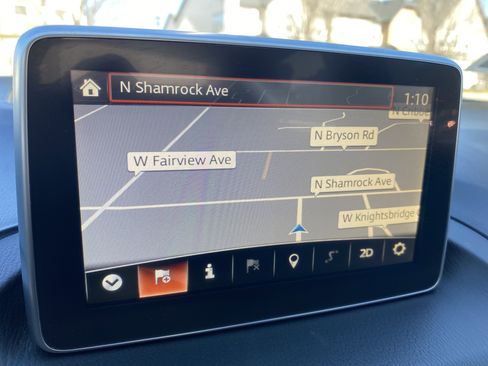 N Shamrock Ave
1:10
N Bryson Rd
W Fairview Ave
N Shamrock Ave
W Knightsbridge
2D